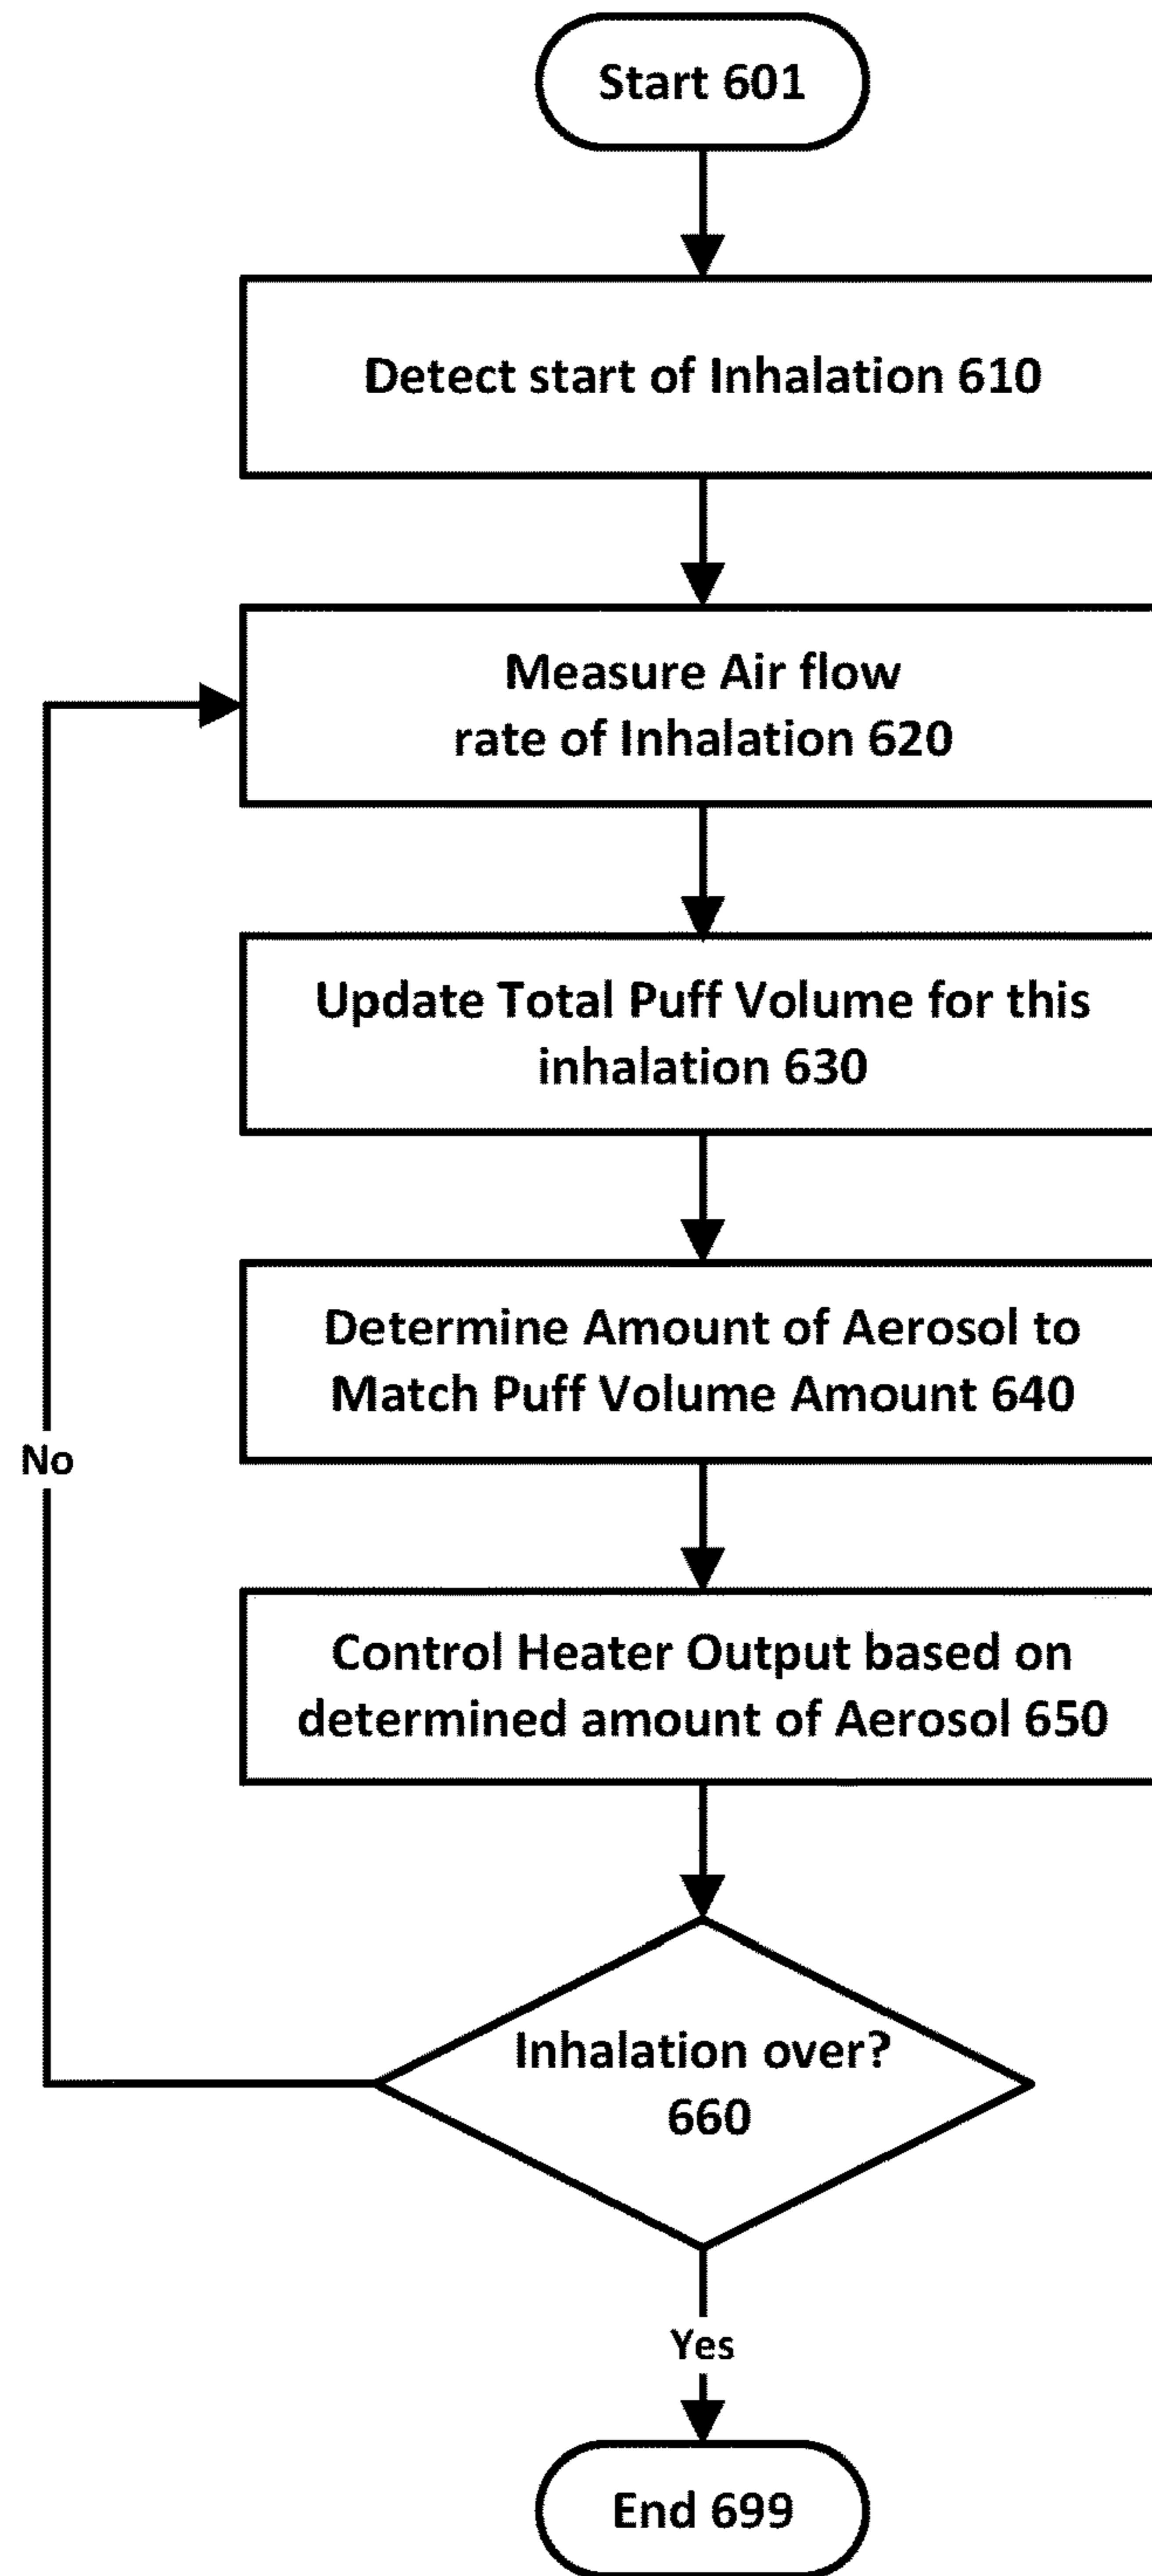 Start 601
Detect start of Inhalation 610
Measure Air flow
rate of Inhalation 620
Update Total Puff Volume for this
inhalation 630
Determine Amount of Aerosol to
Match Puff Volume Amount 640
No
Control Heater Output based on
determined amount of Aerosol 650
Inhalation over?
660
Yes
End 699